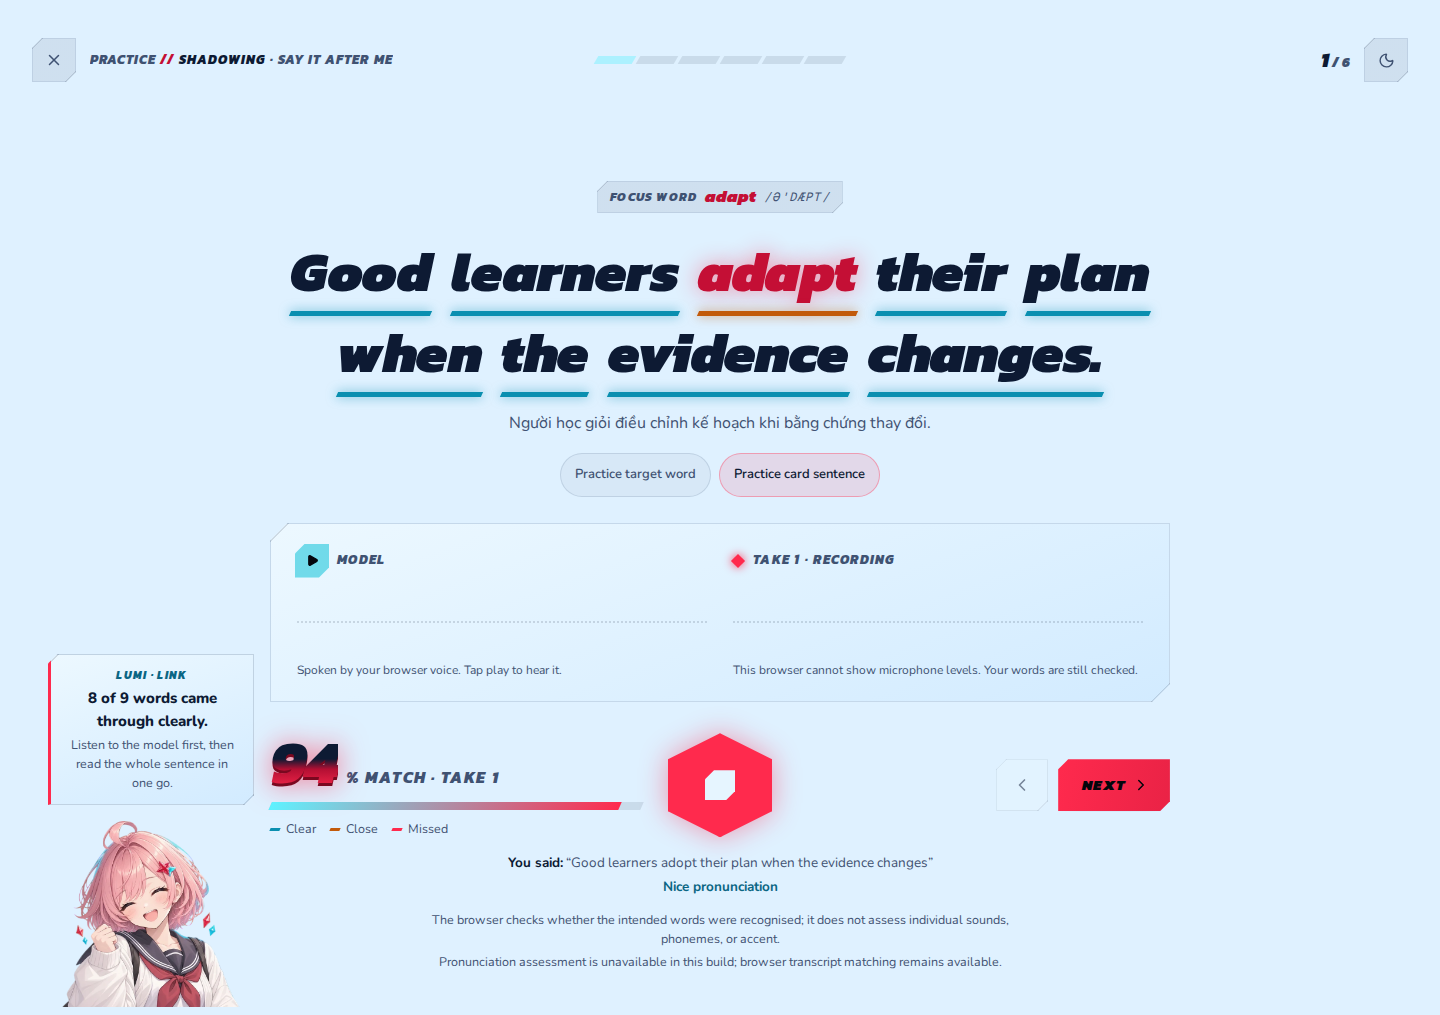 PRACTICE // SHADOWING · SAY IT AFTER ME
1 / 6
FOCUS WORD adapt /əˈDÆPT/
Good learners adapt their plan
when the evidence changes.
Người học giỏi điều chỉnh kế hoạch khi bằng chứng thay đổi.
Practice target word
Practice card sentence
MODEL
Spoken by your browser voice. Tap play to hear it.
TAKE 1 · RECORDING
This browser cannot show microphone levels. Your words are still checked.
LUMI · LINK
8 of 9 words came
through clearly.
Listen to the model first, then
read the whole sentence in
one go.
94 % MATCH · TAKE 1
Clear Close Missed
NEXT
You said: “Good learners adopt their plan when the evidence changes”
Nice pronunciation
The browser checks whether the intended words were recognised; it does not assess individual sounds,
phonemes, or accent.
Pronunciation assessment is unavailable in this build; browser transcript matching remains available.